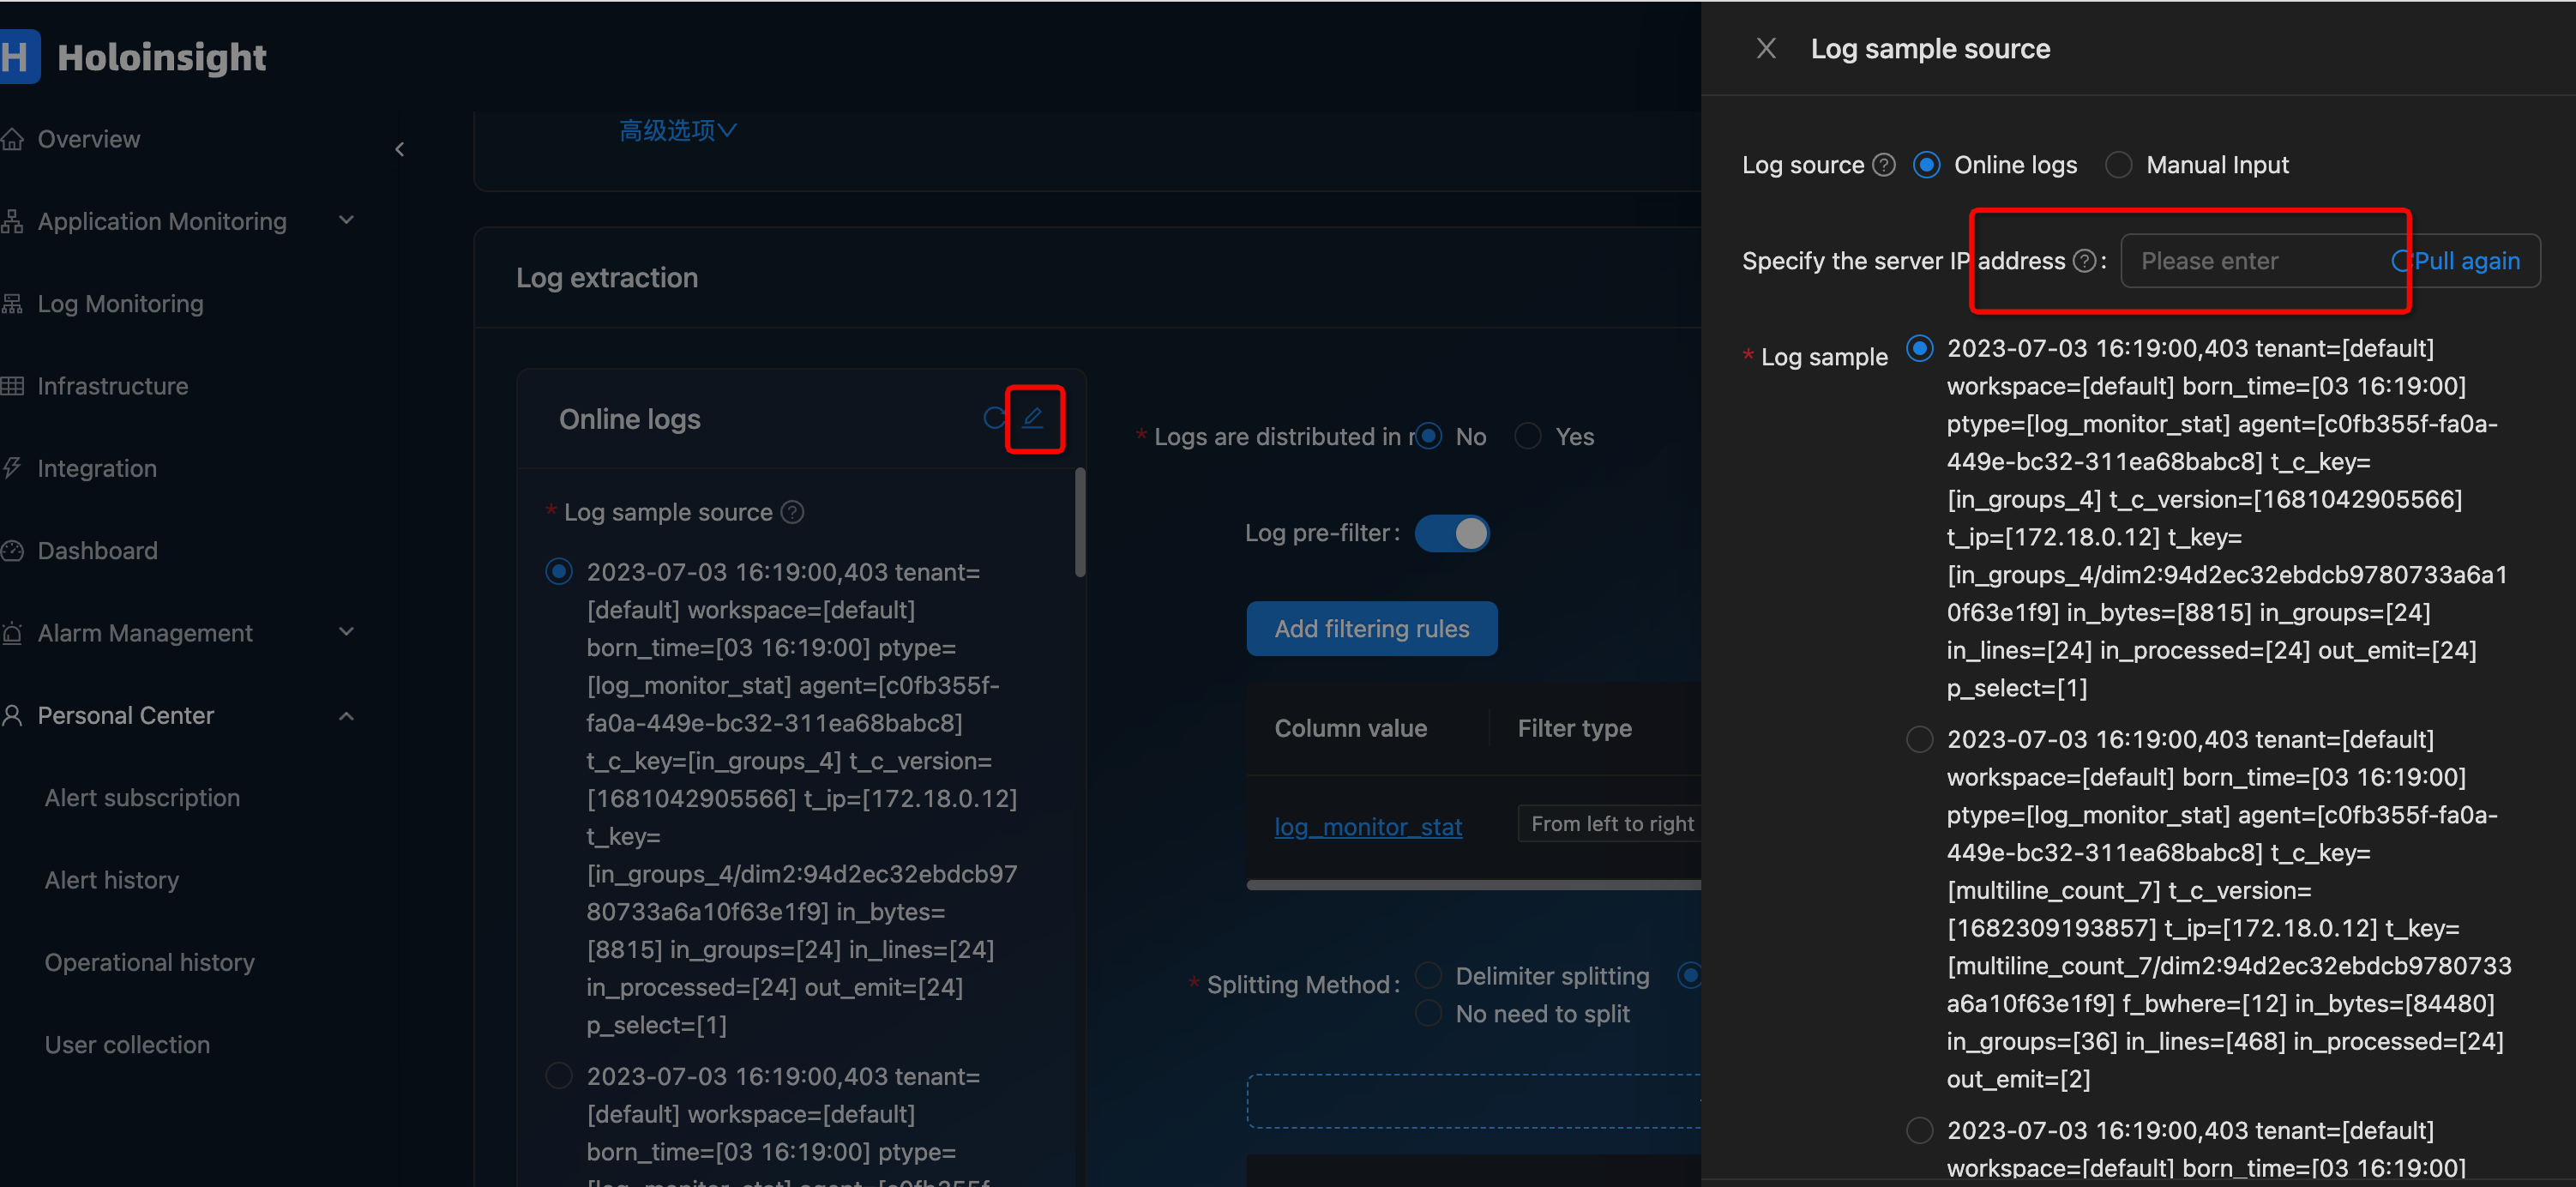 H Holoinsight
Overview
Application Monitoring
Log Monitoring
Infrastructure
Integration
Dashboard
Alarm Management
Personal Center
Alert subscription
Alert history
Operational history
User collection
高级选项
Log extraction
Online logs
* Log sample source
2023-07-03 16:19:00,403 tenant=
[default] workspace=[default]
born_time=[03 16:19:00] ptype=
[log_monitor_stat] agent=[c0fb355f-
fa0a-449e-bc32-311ea68babc8]
t_c_key=[in_groups_4] t_c_version=
[1681042905566] t_ip=[172.18.0.12]
t_key=
[in_groups_4/dim2:94d2ec32ebdcb97
80733a6a10f63e1f9] in_bytes=
[8815] in_groups=[24] in_lines=[24]
in_processed=[24] out_emit=[24]
p_select=[1]
2023-07-03 16:19:00,403 tenant=
[default] workspace=[default]
born_time=[03 16:19:00] ptype=
[log_monitor_stat] agent=[c0fb355f-
* Logs are distributed in No Yes
Log pre-filter:
Add filtering rules
Column value Filter type
log_monitor_stat From left to right
* Splitting Method: Delimiter splitting
No need to split
Log sample source
Log source ? Online logs Manual Input
Specify the server IP address ? : Please enter Pull again
* Log sample
2023-07-03 16:19:00,403 tenant=[default]
workspace=[default] born_time=[03 16:19:00]
ptype=[log_monitor_stat] agent=[c0fb355f-fa0a-
449e-bc32-311ea68babc8] t_c_key=
[in_groups_4] t_c_version=[1681042905566]
t_ip=[172.18.0.12] t_key=
[in_groups_4/dim2:94d2ec32ebdcb9780733a6a1
0f63e1f9] in_bytes=[8815] in_groups=[24]
in_lines=[24] in_processed=[24] out_emit=[24]
p_select=[1]
2023-07-03 16:19:00,403 tenant=[default]
workspace=[default] born_time=[03 16:19:00]
ptype=[log_monitor_stat] agent=[c0fb355f-fa0a-
449e-bc32-311ea68babc8] t_c_key=
[multiline_count_7] t_c_version=
[1682309193857] t_ip=[172.18.0.12] t_key=
[multiline_count_7/dim2:94d2ec32ebdcb9780733
a6a10f63e1f9] f_bwhere=[12] in_bytes=[84480]
in_groups=[36] in_lines=[468] in_processed=[24]
out_emit=[2]
2023-07-03 16:19:00,403 tenant=[default]
workspace=[default] born_time=[03 16:19:00]